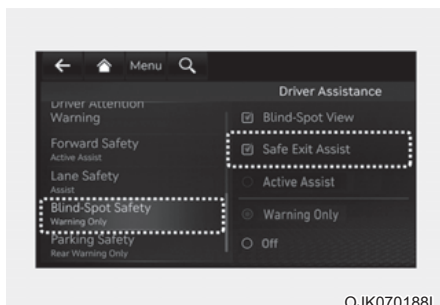 Menu
Driver Assistance
Driver Attention
Warning
Forward Safety
Active Assist
Lane Safety
Assist
Blind-Spot Safety
Warning Only
Parking Safety
Rear Warning Only
Blind-Spot View
Safe Exit Assist
Active Assist
Warning Only
Off
OJK070188L